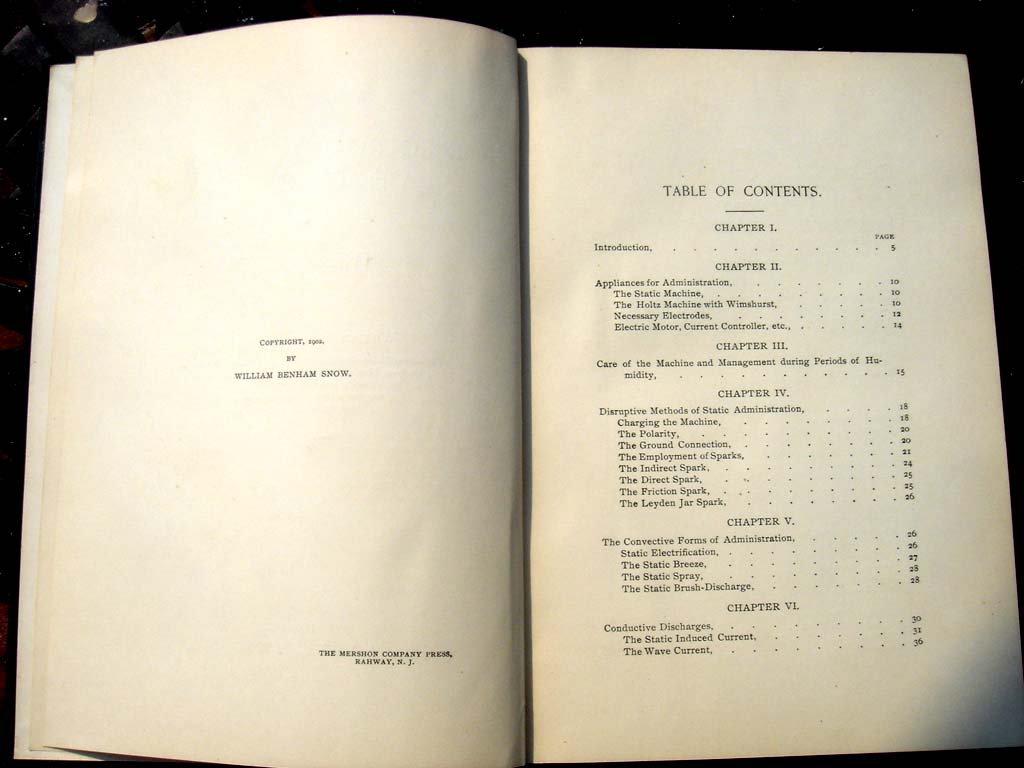 COPYRIGHT, 1902,
BY
WILLIAM BENHAM SNOW.
THE MERSHON COMPANY PRESS,
RAHWAY, N. J.
TABLE OF CONTENTS.
CHAPTER I.
PAGE
Introduction, . . . . . . . . . . . 5
CHAPTER II.
Appliances for Administration, . . . . . . . 10
The Static Machine, . . . . . . . . 10
The Holtz Machine with Wimshurst, . . . . . . 10
Necessary Electrodes, . . . . . . . . 12
Electric Motor, Current Controller, etc., . . . . . 14
CHAPTER III.
Care of the Machine and Management during Periods of Hu-
midity, . . . . . . . . . . . 15
CHAPTER IV.
Disruptive Methods of Static Administration, . . . . 18
Charging the Machine, . . . . . . . 18
The Polarity, . . . . . . . . . 20
The Ground Connection, . . . . . . . 20
The Employment of Sparks, . . . . . . 21
The Indirect Spark, . . . . . . . . 24
The Direct Spark, . . . . . . . . 25
The Friction Spark, . . . . . . . . 25
The Leyden Jar Spark, . . . . . . . 26
CHAPTER V.
The Convective Forms of Administration, . . . . . 26
Static Electrification, . . . . . . . . 26
The Static Breeze, . . . . . . . . 27
The Static Spray, . . . . . . . . 28
The Static Brush-Discharge, . . . . . . 28
CHAPTER VI.
Conductive Discharges, . . . . . . . . 30
The Static Induced Current, . . . . . . 31
The Wave Current, . . . . . . . . 36